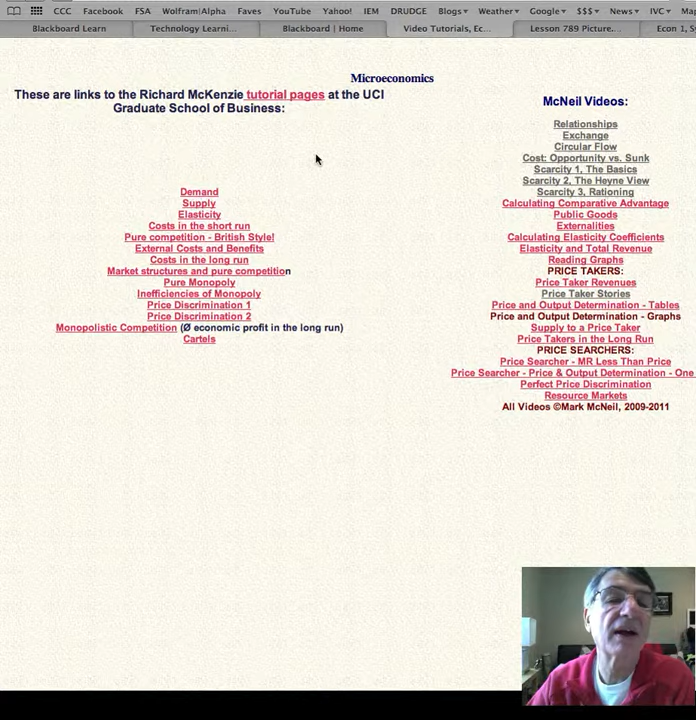 CCC Facebook FSA Wolfram|Alpha Faves YouTube Yahoo! IEM DRUDGE Blogs▾ Weather▾ Google▾ $$$▾ News▾ IVC▾
Blackboard Learn Technology Learni... Blackboard | Home Video Tutorials, Ec... Lesson 789 Picture... Econ 1,
Microeconomics
These are links to the Richard McKenzie tutorial pages at the UCI
Graduate School of Business:
Demand
Supply
Elasticity
Costs in the short run
Pure competition - British Style!
External Costs and Benefits
Costs in the long run
Market structures and pure competition
Pure Monopoly
Inefficiencies of Monopoly
Price Discrimination 1
Price Discrimination 2
Monopolistic Competition (Ø economic profit in the long run)
Cartels
McNeil Videos:
Relationships
Exchange
Circular Flow
Cost: Opportunity vs. Sunk
Scarcity 1, The Basics
Scarcity 2, The Heyne View
Scarcity 3, Rationing
Calculating Comparative Advantage
Public Goods
Externalities
Calculating Elasticity Coefficients
Elasticity and Total Revenue
Reading Graphs
PRICE TAKERS:
Price Taker Revenues
Price Taker Stories
Price and Output Determination - Tables
Price and Output Determination - Graphs
Supply to a Price Taker
Price Takers in the Long Run
PRICE SEARCHERS:
Price Searcher - MR Less Than Price
Price Searcher - Price & Output Determination - One
Perfect Price Discrimination
Resource Markets
All Videos ©Mark McNeil, 2009-2011